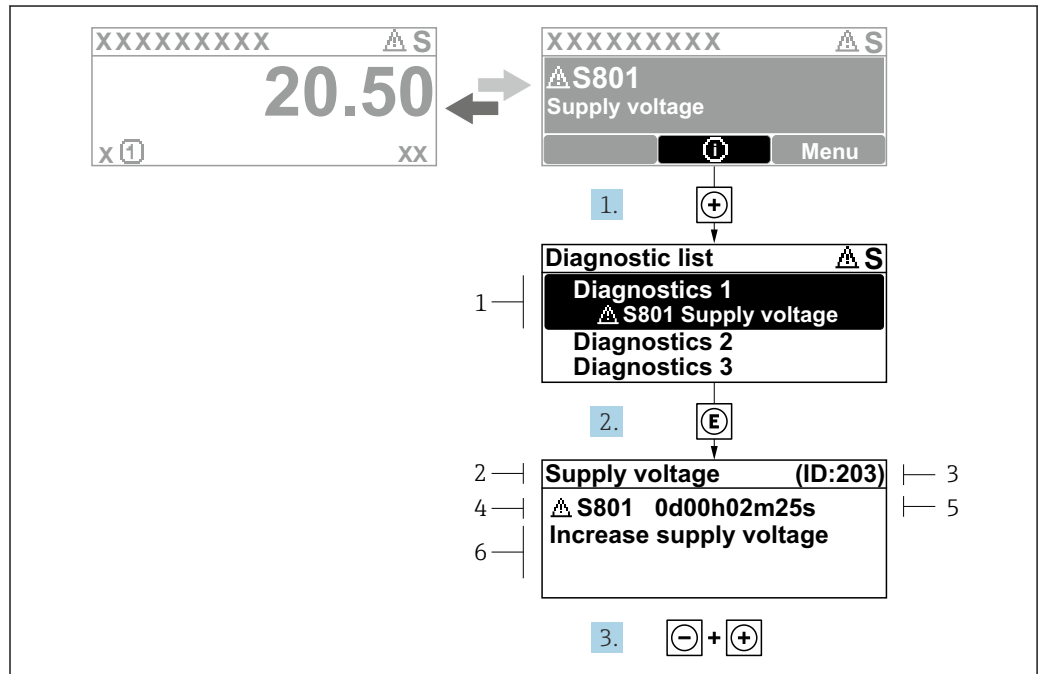 XXXXXXXXX ⚠ S
20.50
x 1 xx
XXXXXXXXX ⚠ S
⚠S801
Supply voltage
i Menu
1. +
Diagnostic list ⚠ S
1 Diagnostics 1
⚠ S801 Supply voltage
Diagnostics 2
Diagnostics 3
2. E
2 Supply voltage (ID:203) 3
4 ⚠ S801 0d00h02m25s 5
6 Increase supply voltage
3. - + +